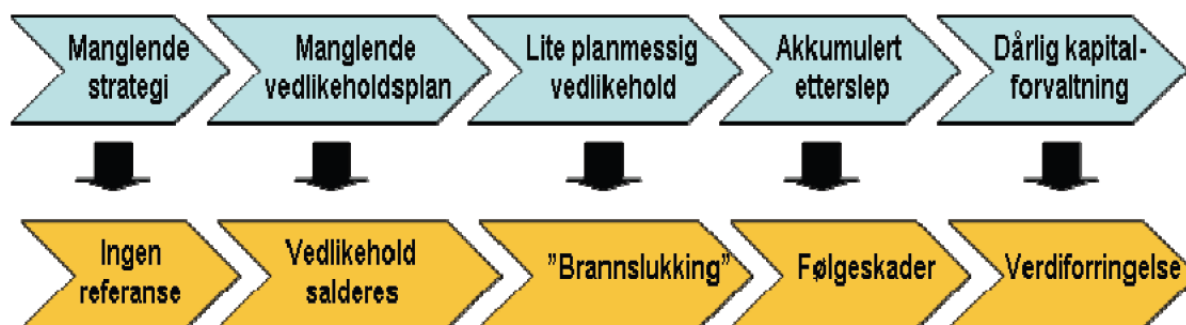 Manglende
strategi
Manglende
vedlikeholdsplan
Lite planmessig
vedlikehold
Akkumulert
etterslep
Dårlig kapital-
forvaltning
Ingen
referanse
Vedlikehold
salderes
"Brannslukking"
Følgeskader
Verdiforringelse